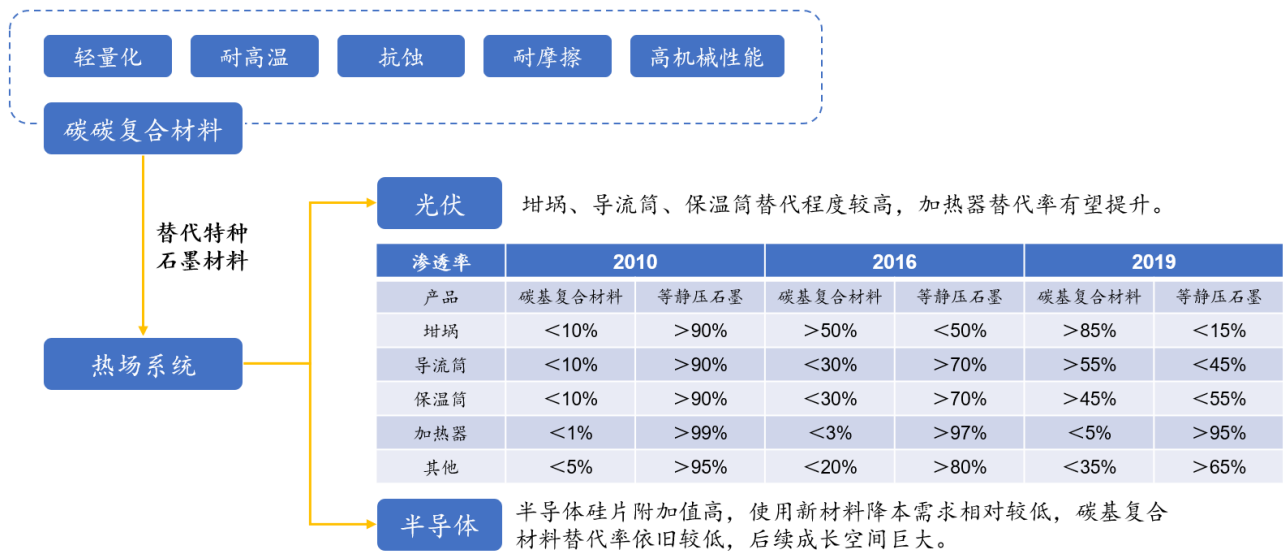 轻量化 耐高温 抗蚀 耐摩擦 高机械性能
碳碳复合材料
替代特种
石墨材料
热场系统
光伏 坩埚、导流筒、保温筒替代程度较高，加热器替代率有望提升。
渗透率 2010 2016 2019
产品 碳基复合材料 等静压石墨 碳基复合材料 等静压石墨 碳基复合材料 等静压石墨
坩埚 <10% >90% >50% <50% >85% <15%
导流筒 <10% >90% <30% >70% >55% <45%
保温筒 <10% >90% <30% >70% >45% <55%
加热器 <1% >99% <3% >97% <5% >95%
其他 <5% >95% <20% >80% <35% >65%
半导体 半导体硅片附加值高，使用新材料降本需求相对较低，碳基复合
材料替代率依旧较低，后续成长空间巨大。